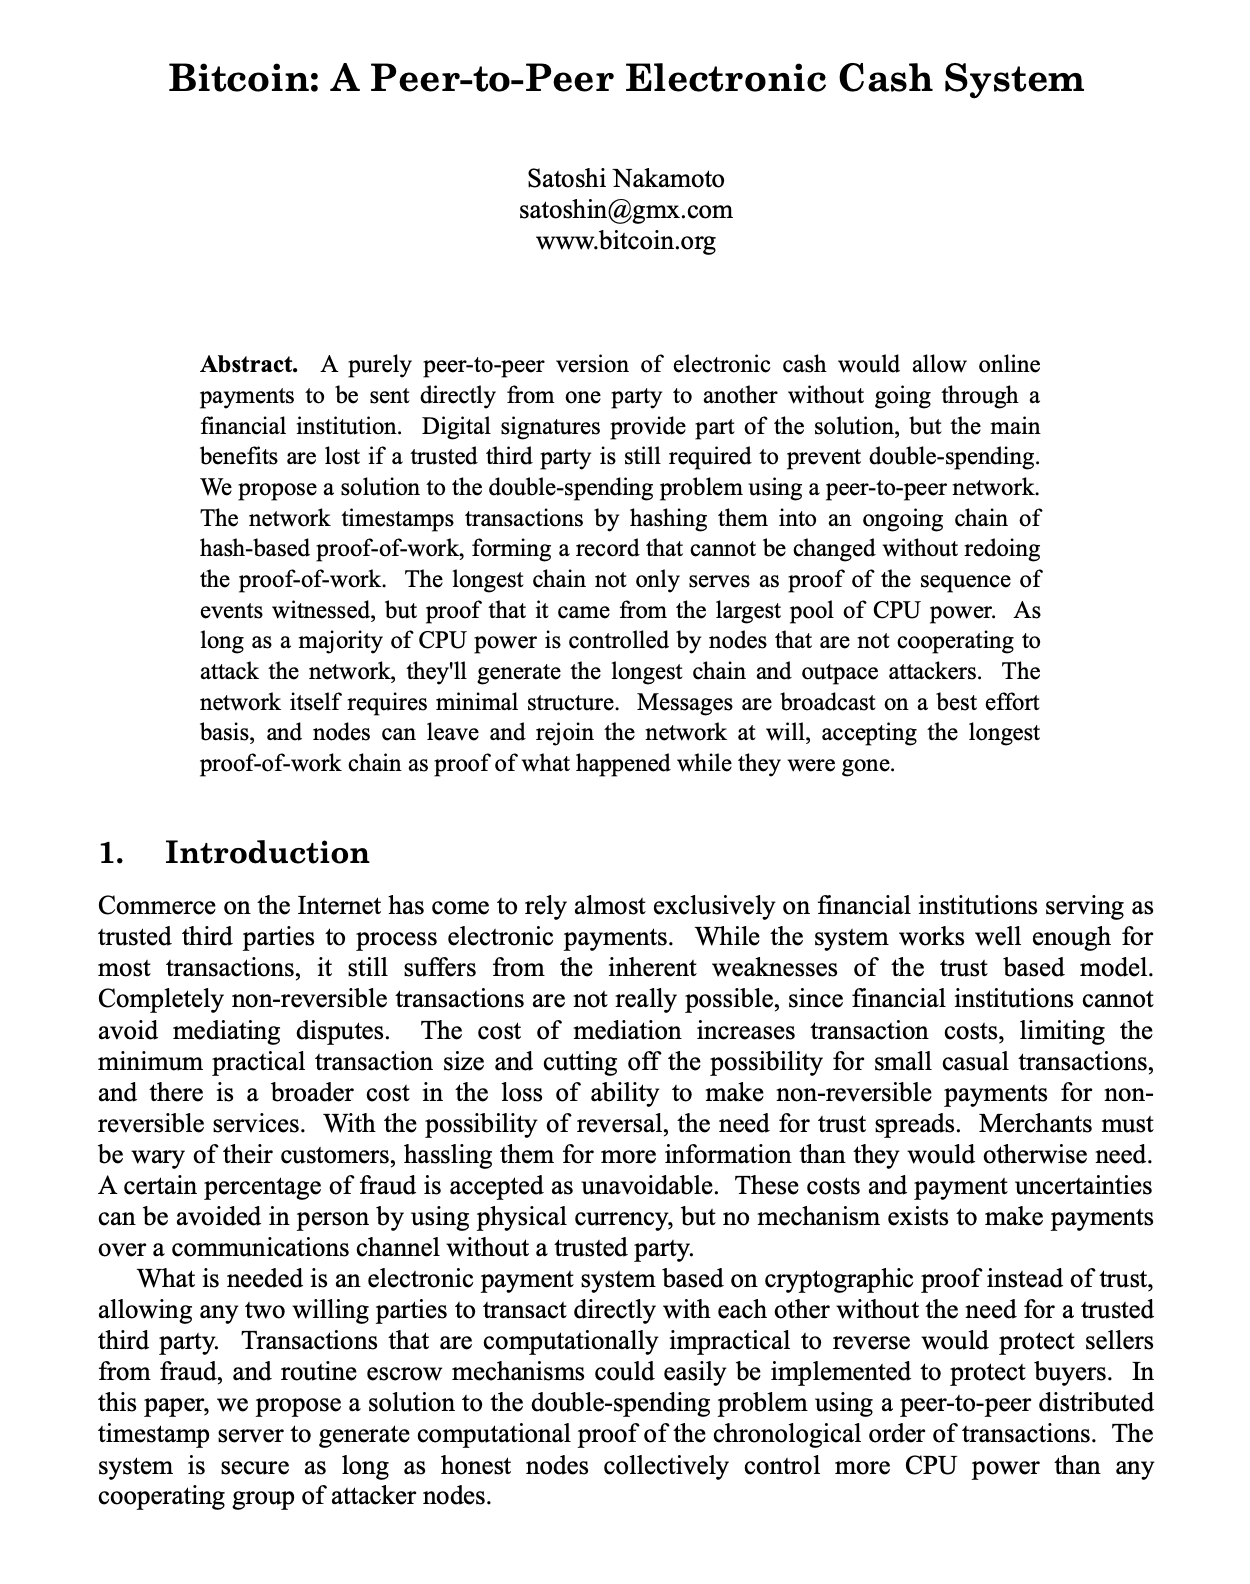 Bitcoin: A Peer-to-Peer Electronic Cash System
Satoshi Nakamoto
satoshin@gmx.com
www.bitcoin.org
Abstract. A purely peer-to-peer version of electronic cash would allow online
payments to be sent directly from one party to another without going through a
financial institution. Digital signatures provide part of the solution, but the main
benefits are lost if a trusted third party is still required to prevent double-spending.
We propose a solution to the double-spending problem using a peer-to-peer network.
The network timestamps transactions by hashing them into an ongoing chain of
hash-based proof-of-work, forming a record that cannot be changed without redoing
the proof-of-work. The longest chain not only serves as proof of the sequence of
events witnessed, but proof that it came from the largest pool of CPU power. As
long as a majority of CPU power is controlled by nodes that are not cooperating to
attack the network, they'll generate the longest chain and outpace attackers. The
network itself requires minimal structure. Messages are broadcast on a best effort
basis, and nodes can leave and rejoin the network at will, accepting the longest
proof-of-work chain as proof of what happened while they were gone.
1. Introduction
Commerce on the Internet has come to rely almost exclusively on financial institutions serving as
trusted third parties to process electronic payments. While the system works well enough for
most transactions, it still suffers from the inherent weaknesses of the trust based model.
Completely non-reversible transactions are not really possible, since financial institutions cannot
avoid mediating disputes. The cost of mediation increases transaction costs, limiting the
minimum practical transaction size and cutting off the possibility for small casual transactions,
and there is a broader cost in the loss of ability to make non-reversible payments for non-
reversible services. With the possibility of reversal, the need for trust spreads. Merchants must
be wary of their customers, hassling them for more information than they would otherwise need.
A certain percentage of fraud is accepted as unavoidable. These costs and payment uncertainties
can be avoided in person by using physical currency, but no mechanism exists to make payments
over a communications channel without a trusted party.
What is needed is an electronic payment system based on cryptographic proof instead of trust,
allowing any two willing parties to transact directly with each other without the need for a trusted
third party. Transactions that are computationally impractical to reverse would protect sellers
from fraud, and routine escrow mechanisms could easily be implemented to protect buyers. In
this paper, we propose a solution to the double-spending problem using a peer-to-peer distributed
timestamp server to generate computational proof of the chronological order of transactions. The
system is secure as long as honest nodes collectively control more CPU power than any
cooperating group of attacker nodes.